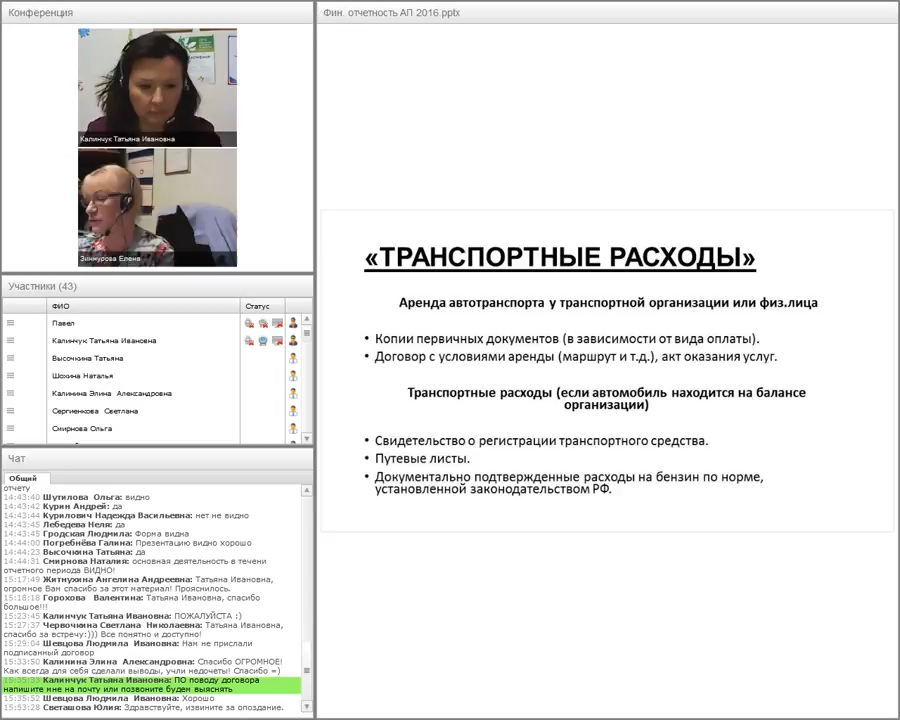 Конференция
Калинчук Татьяна Ивановна
Зиннурова Елена
Участники (43)
ФИО
Статус
Павел
Калинчук Татьяна Ивановна
Высочкина Татьяна
Шохина Наталья
Калинина Элина Александровна
Сергиенкова Светлана
Смирнова Ольга
Чат
Общий
отчету
14:43:40 Шутилова Ольга: видно
14:43:42 Курин Андрей: да
14:43:44 Курилович Надежда Васильевна: нет не видно
14:43:45 Лебедева Неля: да
14:43:45 Гродская Людмила: Форма видна
14:44:00 Погребнёва Галина: Презентацию видно хорошо
14:44:23 Высочкина Татьяна: да
14:44:31 Смирнова Наталия: основная деятельность в течени
отчетного периода ВИДНО!
15:17:49 Житнухина Ангелина Андреевна: Татьяна Ивановна,
огромное Вам спасибо за этот материал! Прояснилось.
15:18:18 Горохова Валентина: Татьяна Ивановна, спасибо
большое!!!
15:23:45 Калинчук Татьяна Ивановна: ПОЖАЛУЙСТА :)
15:27:37 Червочкина Светлана Николаевна: Татьяна Ивановна,
спасибо за встречу:))) Все понятно и доступно!
15:29:04 Шевцова Людмила Ивановна: Нам не прислали
подписанный договор
15:33:50 Калинина Элина Александровна: Спасибо ОГРОМНОЕ!
Как всегда для себя сделали выводы, учли недочеты! Спасибо =)
15:35:33 Калинчук Татьяна Ивановна: ПО поводу договора
напишите мне на почту или позвоните будем выяснять
15:35:52 Шевцова Людмила Ивановна: Хорошо
15:53:28 Светашова Юлия: Здравствуйте, извините за опоздание.
Фин. отчетность АП 2016.pptx
«ТРАНСПОРТНЫЕ РАСХОДЫ»
Аренда автотранспорта у транспортной организации или физ.лица
• Копии первичных документов (в зависимости от вида оплаты).
• Договор с условиями аренды (маршрут и т.д.), акт оказания услуг.
Транспортные расходы (если автомобиль находится на балансе
организации)
• Свидетельство о регистрации транспортного средства.
• Путевые листы.
• Документально подтвержденные расходы на бензин по норме,
установленной законодательством РФ.